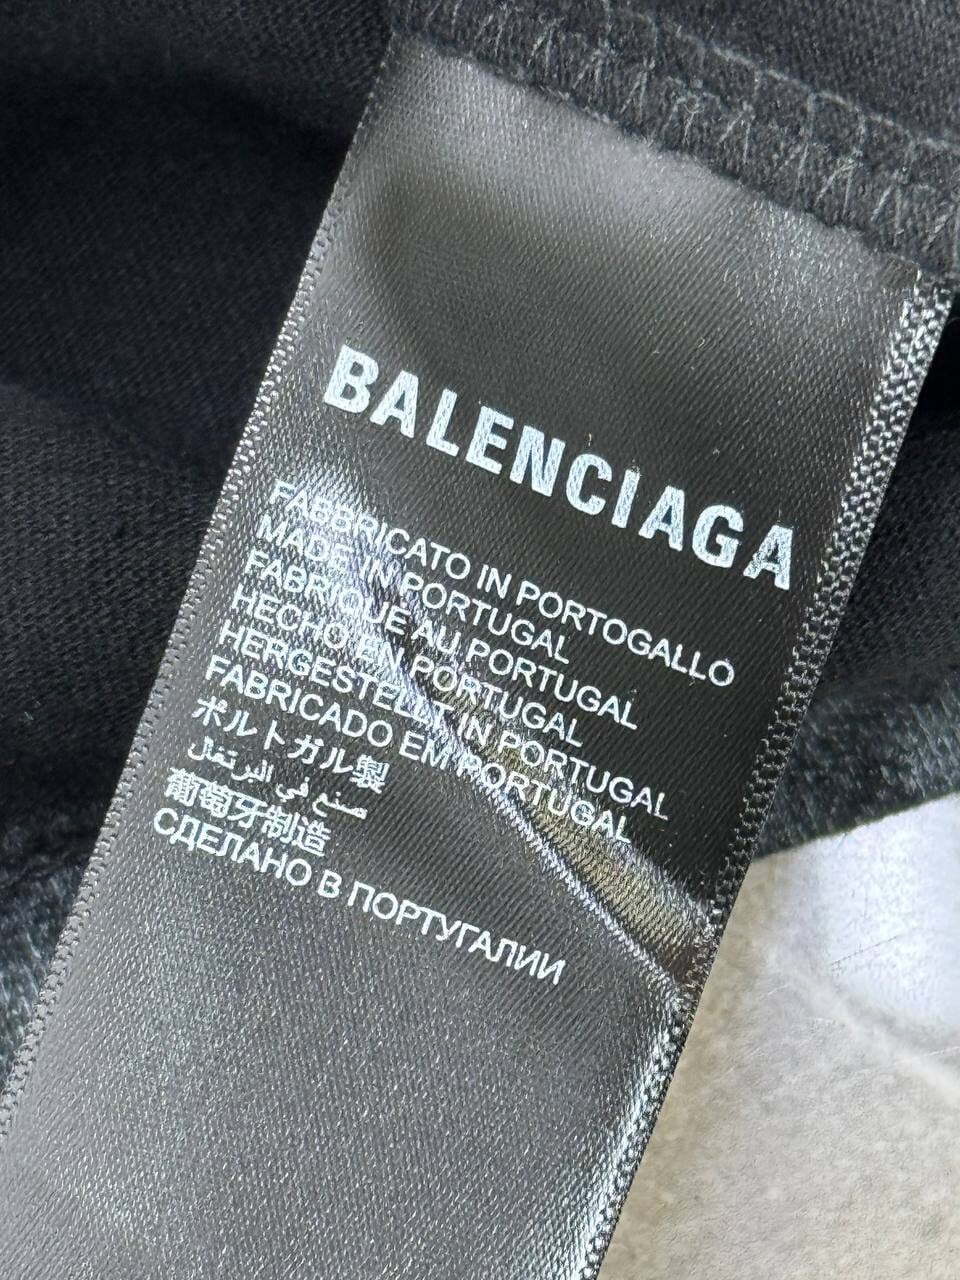 BALENCIAGA
FABBRICATO IN PORTOGALLO
MADE IN PORTUGAL
FABRIQUE AU PORTUGAL
HECHO EN PORTUGAL
HERGESTELLT IN PORTUGAL
FABRICADO EM PORTUGAL
ポルトガル製
صنع في البرتغال
葡萄牙制造
СДЕЛАНО В ПОРТУГАЛИИ